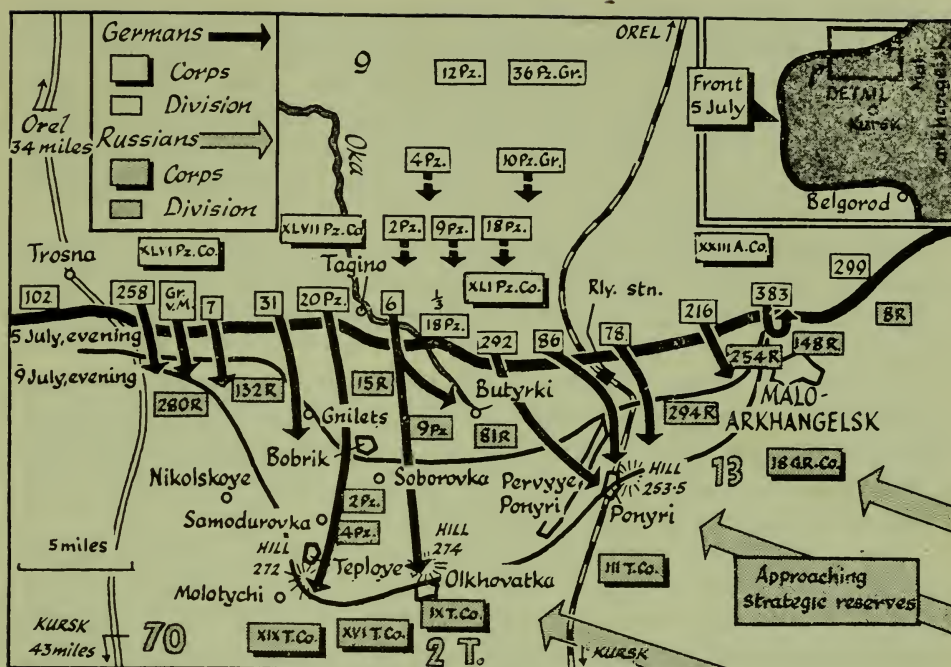 Germans
Corps
Division
Russians
Corps
Division
Orel
34 miles
9
12 Pz.
36 Pz. Gr.
OREL
Front
5 July
DETAIL
Kursk
Belgorod
Oka
4 Pz.
10 Pz. Gr.
XLVI Pz. Co.
XLVII Pz. Co
2 Pz.
9 Pz.
18 Pz.
XXIII A. Co.
Trosna
Tagino
XLI Pz. Co.
Rly. stn.
299
102
258
Gr.
v.M.
7
31
20 Pz.
6
1/3
18 Pz.
292
86
78
216
383
8R
5 July, evening
9 July, evening
280R
132R
15R
Butyrki
254R
148R
MALO-
ARKHANGELSK
Gnilets
9 Pz
81R
294R
Bobrik
Soborovka
Pervyye
Ponyri
HILL
253·5
Ponyri
13
18 G.R. Co.
Nikolskoye
Samodurovka
2 Pz.
4 Pz.
5 miles
HILL
272
Teploye
HILL
274
Olkhovatka
Molotychi
III T. Co.
Approaching
strategic reserves
IX T. Co.
KURSK
43 miles
70
XIX T. Co.
XVI T. Co.
2 T.
KURSK